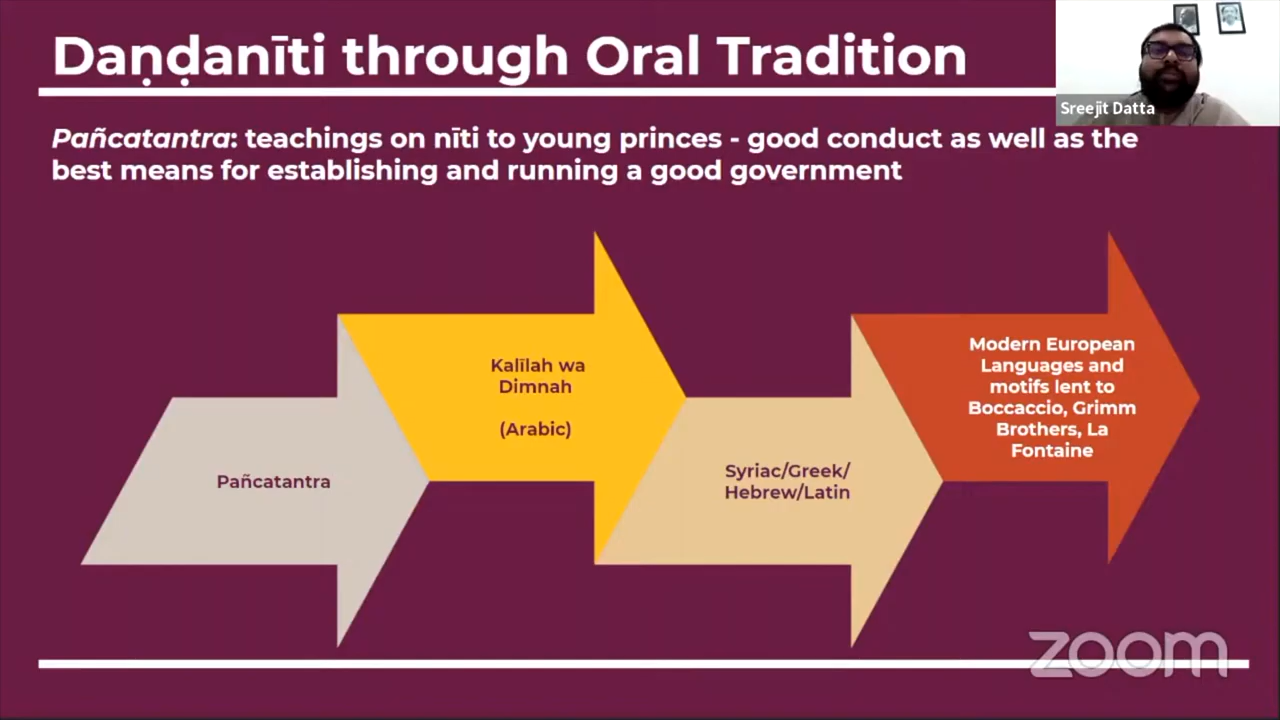 Daṇḍanīti through Oral Tradition
Sreejit Datta
Pañcatantra: teachings on nīti to young princes - good conduct as well as the
best means for establishing and running a good government
Pañcatantra
Kalīlah wa
Dimnah
(Arabic)
Syriac/Greek/
Hebrew/Latin
Modern European
Languages and
motifs lent to
Boccaccio, Grimm
Brothers, La
Fontaine
zoom